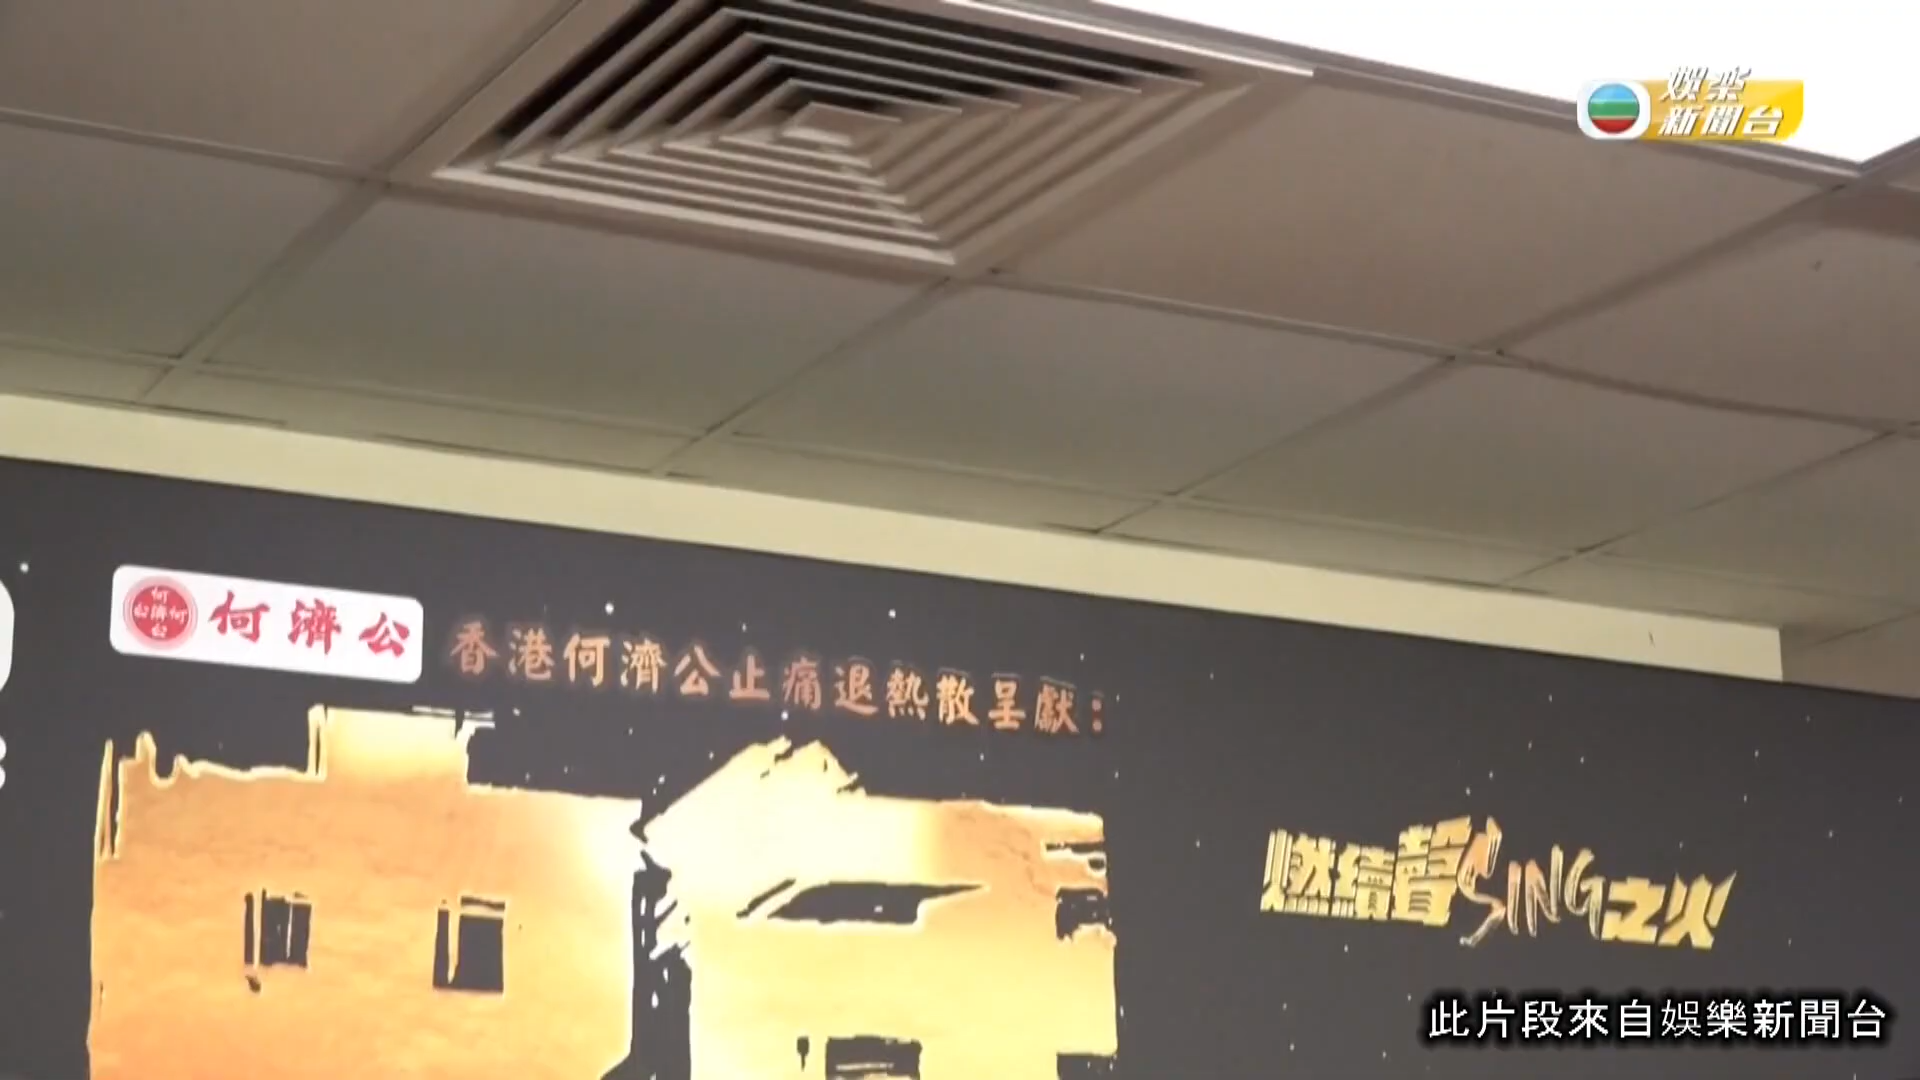 娛樂
新聞台
何濟公
香港何濟公止痛退熱散呈獻：
燃續聲SING之火
此片段來自娛樂新聞台